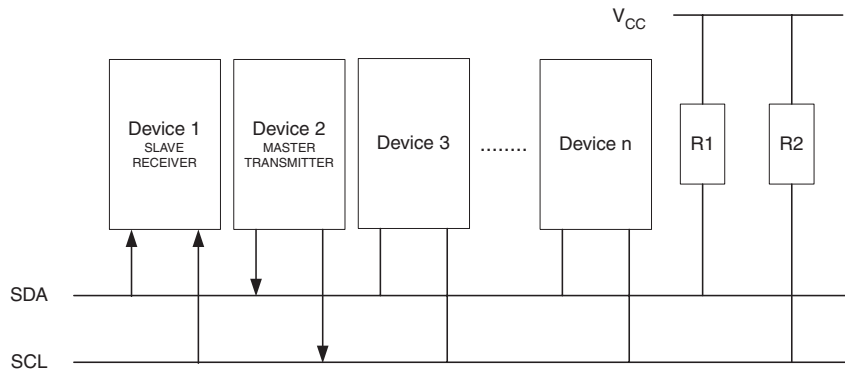 VCC
Device 1
SLAVE
RECEIVER
Device 2
MASTER
TRANSMITTER
Device 3
........
Device n
R1
R2
SDA
SCL